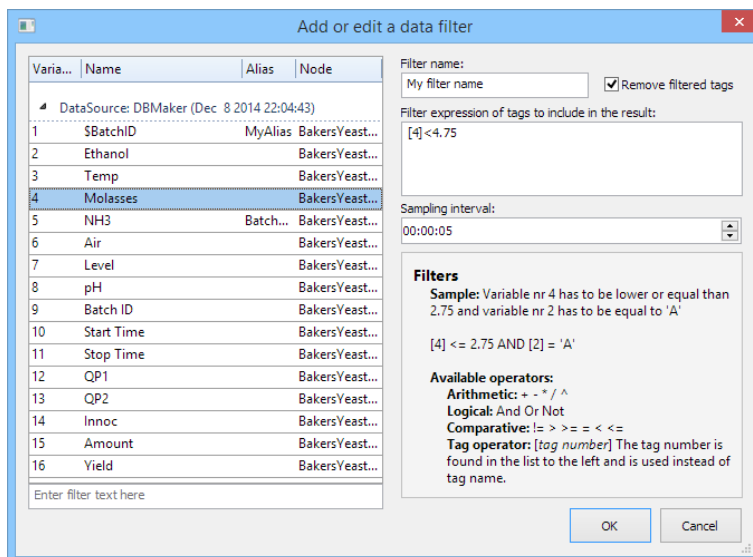 Add or edit a data filter
Varia... Name Alias Node
DataSource: DBMaker (Dec 8 2014 22:04:43)
1 $BatchID MyAlias BakersYeast...
2 Ethanol BakersYeast...
3 Temp BakersYeast...
4 Molasses BakersYeast...
5 NH3 Batch... BakersYeast...
6 Air BakersYeast...
7 Level BakersYeast...
8 pH BakersYeast...
9 Batch ID BakersYeast...
10 Start Time BakersYeast...
11 Stop Time BakersYeast...
12 QP1 BakersYeast...
13 QP2 BakersYeast...
14 Innoc BakersYeast...
15 Amount BakersYeast...
16 Yield BakersYeast...
Enter filter text here
Filter name:
My filter name Remove filtered tags
Filter expression of tags to include in the result:
[4]<4.75
Sampling interval:
00:00:05
Filters
Sample: Variable nr 4 has to be lower or equal than
2.75 and variable nr 2 has to be equal to 'A'
[4] <= 2.75 AND [2] = 'A'
Available operators:
Arithmetic: + - * / ^
Logical: And Or Not
Comparative: != > >= = < <=
Tag operator: [tag number] The tag number is
found in the list to the left and is used instead of
tag name.
OK Cancel